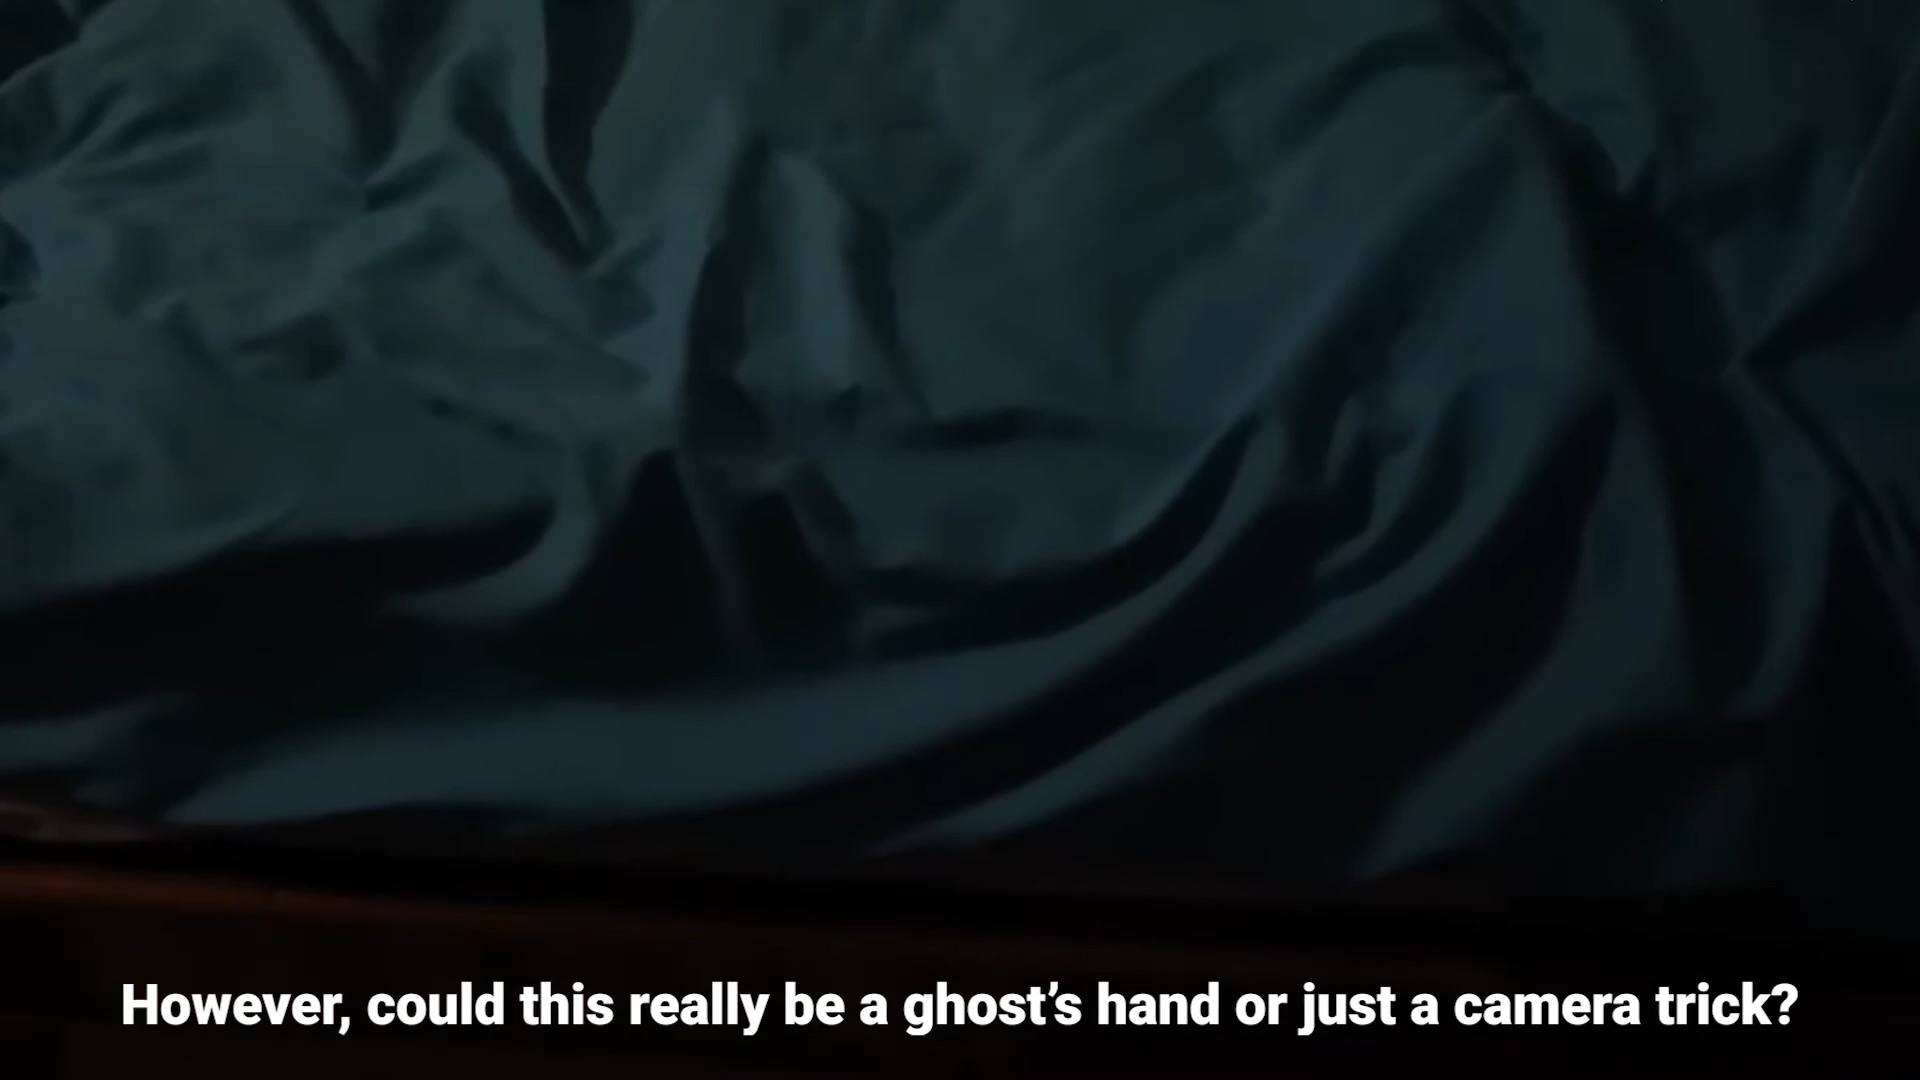 However, could this really be a ghost’s hand or just a camera trick?